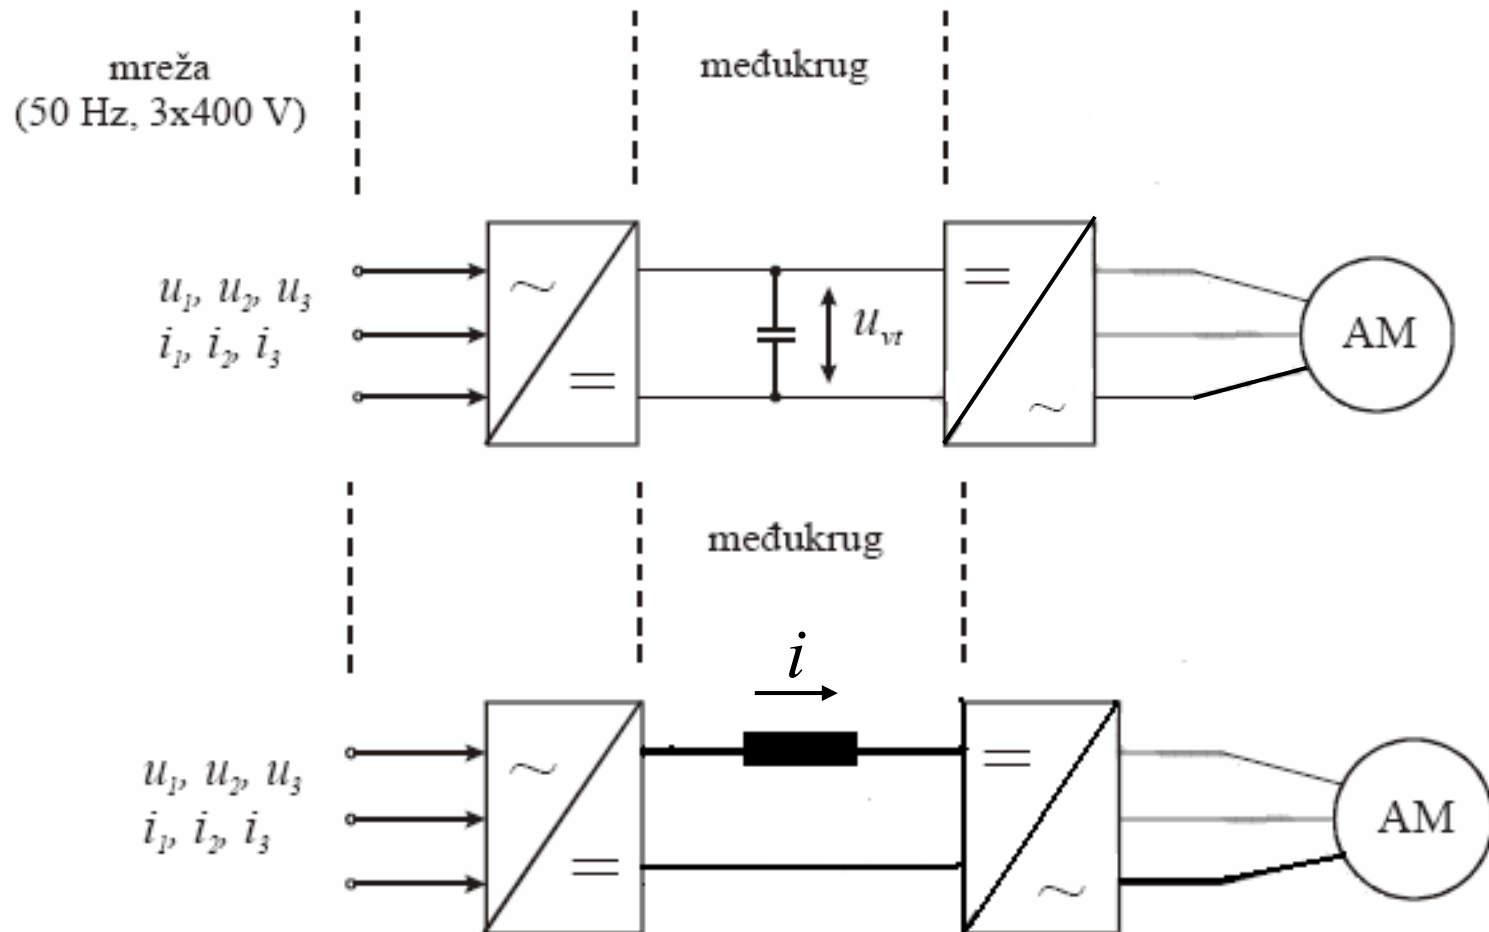 mreža
(50 Hz, 3x400 V)
međukrug
u₁, u₂, u₃
i₁, i₂, i₃
~
=
u_vt
=
~
AM
međukrug
i
u₁, u₂, u₃
i₁, i₂, i₃
~
=
=
~
AM